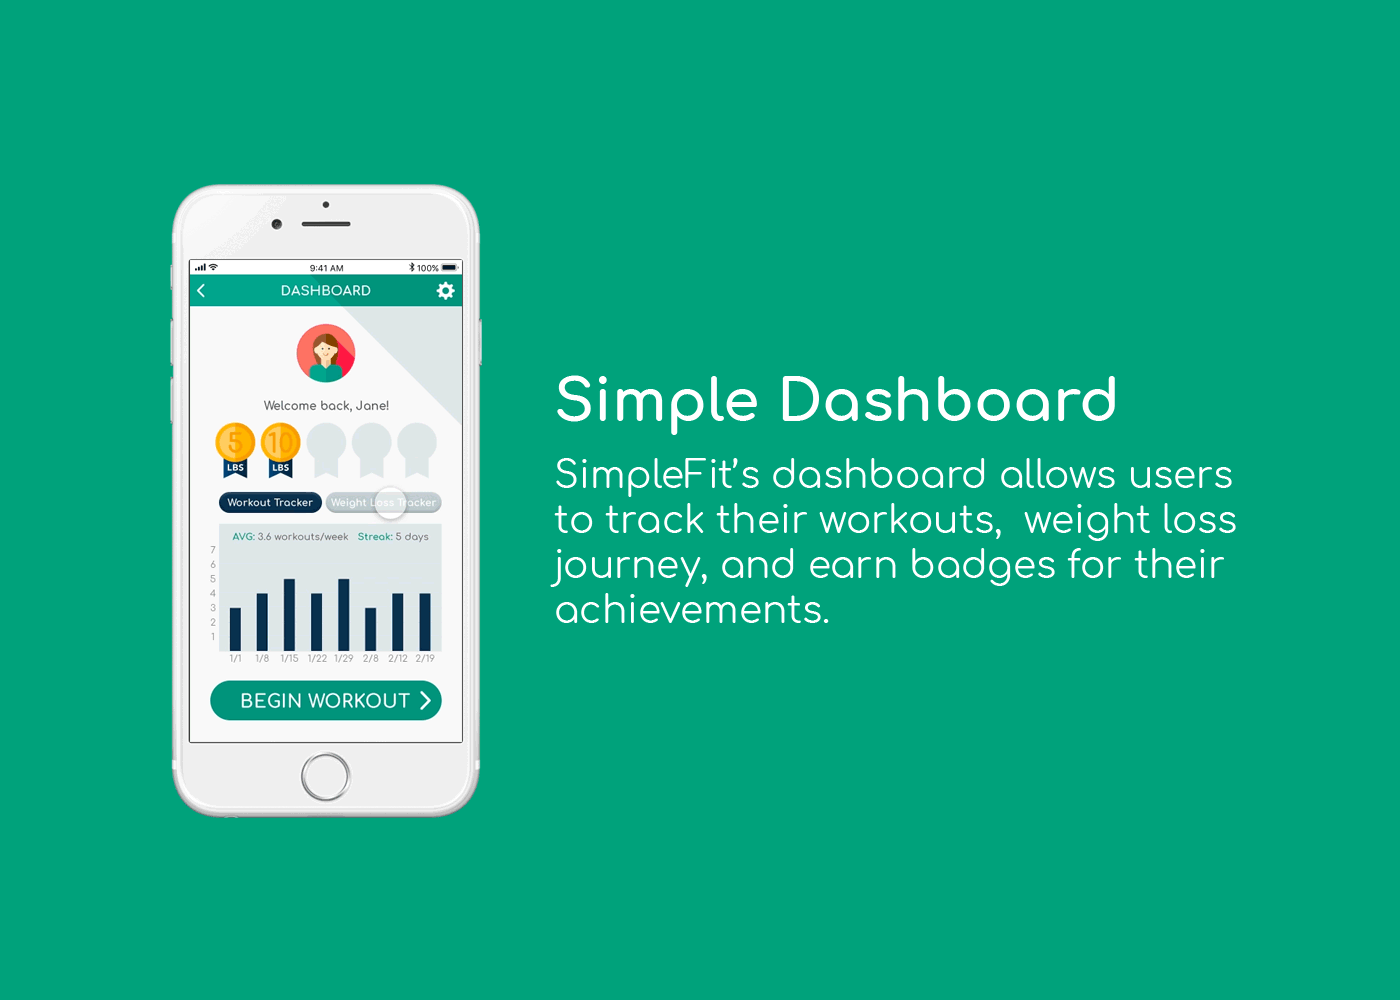 9:41 AM
100%
DASHBOARD
Welcome back, Jane!
5 10
LBS LBS
Workout Tracker Weight Loss Tracker
AVG: 3.6 workouts/week Streak: 5 days
7
6
5
4
3
2
1
1/1 1/8 1/15 1/22 1/29 2/8 2/12 2/19
BEGIN WORKOUT
Simple Dashboard
SimpleFit's dashboard allows users
to track their workouts,  weight loss
journey, and earn badges for their
achievements.